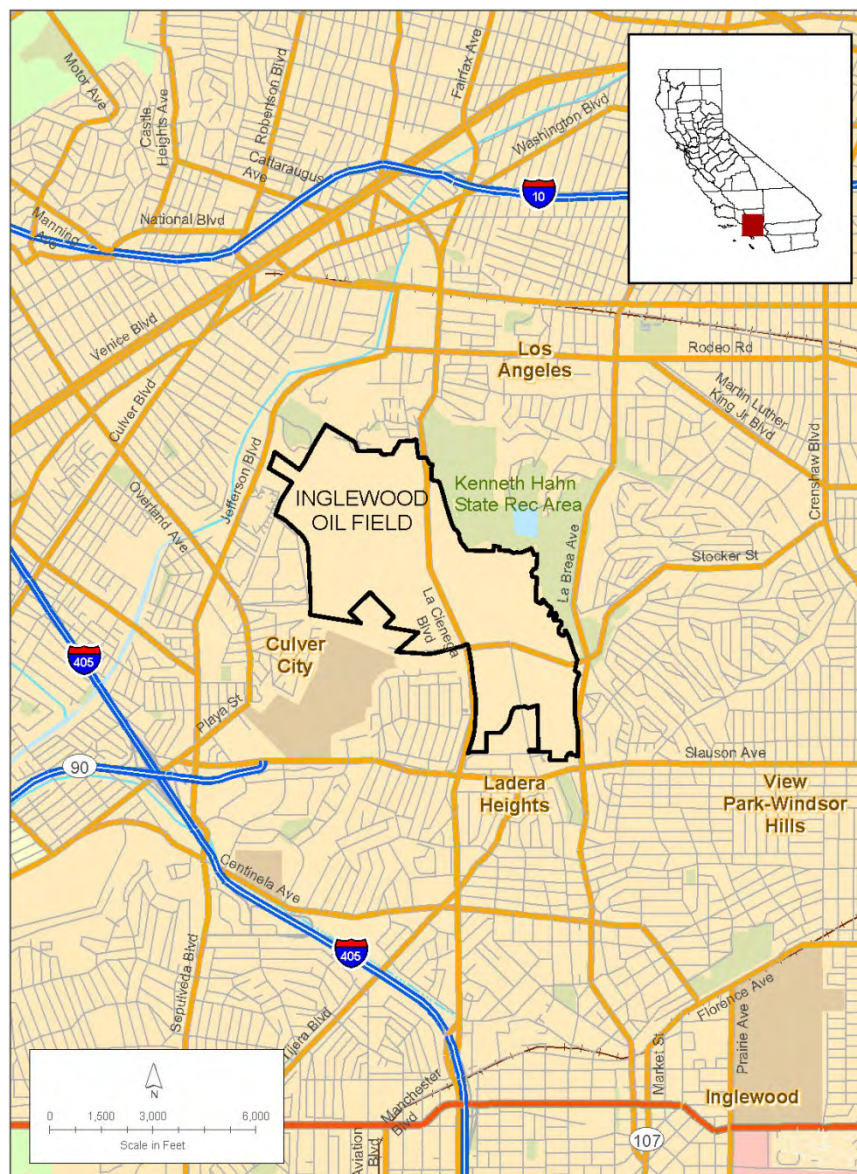 Motor Ave
Castle
Heights Ave
Robertson Blvd
Fairfax Ave
Washington Blvd
Cattaraugus
Ave
National Blvd
Manning
Ave
10
Venice Blvd
Culver Blvd
Los
Angeles
Rodeo Rd
Martin Luther
King Jr Blvd
Crenshaw Blvd
Jefferson Blvd
Overland Ave
INGLEWOOD
OIL FIELD
Kenneth Hahn
State Rec Area
La Brea Ave
Stocker St
La Cienega
Blvd
Culver
City
405
Playa St
90
Slauson Ave
Ladera
Heights
View
Park-Windsor
Hills
Centinela Ave
Sepulveda Blvd
405
Florence Ave
Prairie Ave
Market St
tijera Blvd
Manchester
Blvd
Inglewood
Aviation
Blvd
107
N
0 1,500 3,000 6,000
Scale in Feet